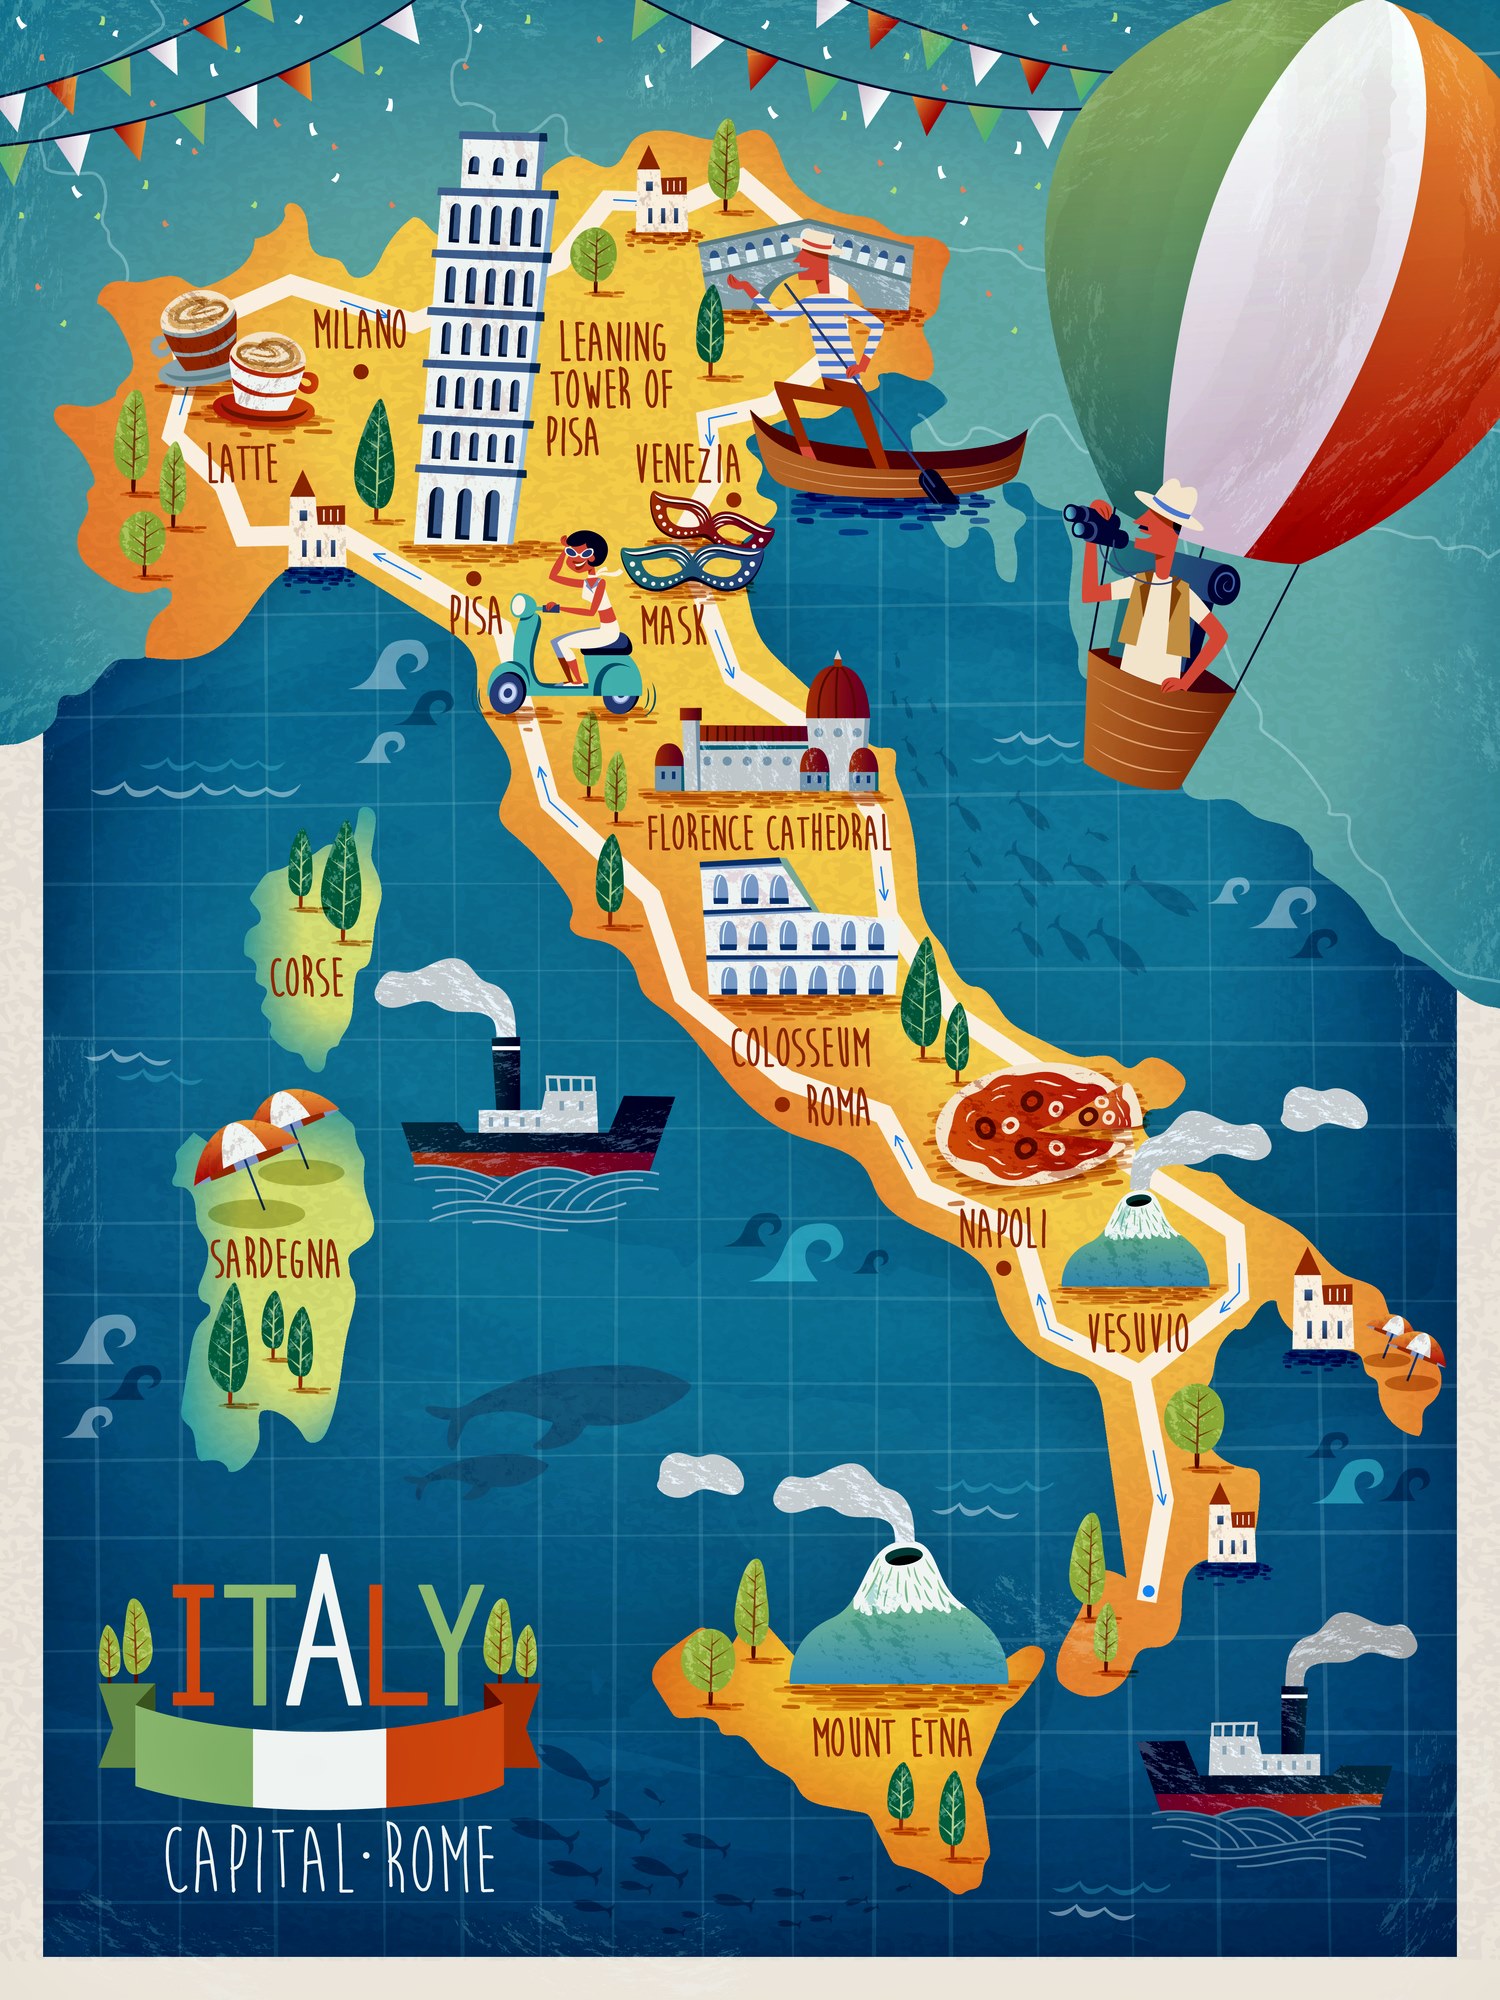 MILANO
LEANING
TOWER OF
PISA
LATTE
VENEZIA
PISA
MASK
FLORENCE CATHEDRAL
CORSE
COLOSSEUM
ROMA
NAPOLI
SARDEGNA
VESUVIO
ITALY
MOUNT ETNA
CAPITAL·ROME